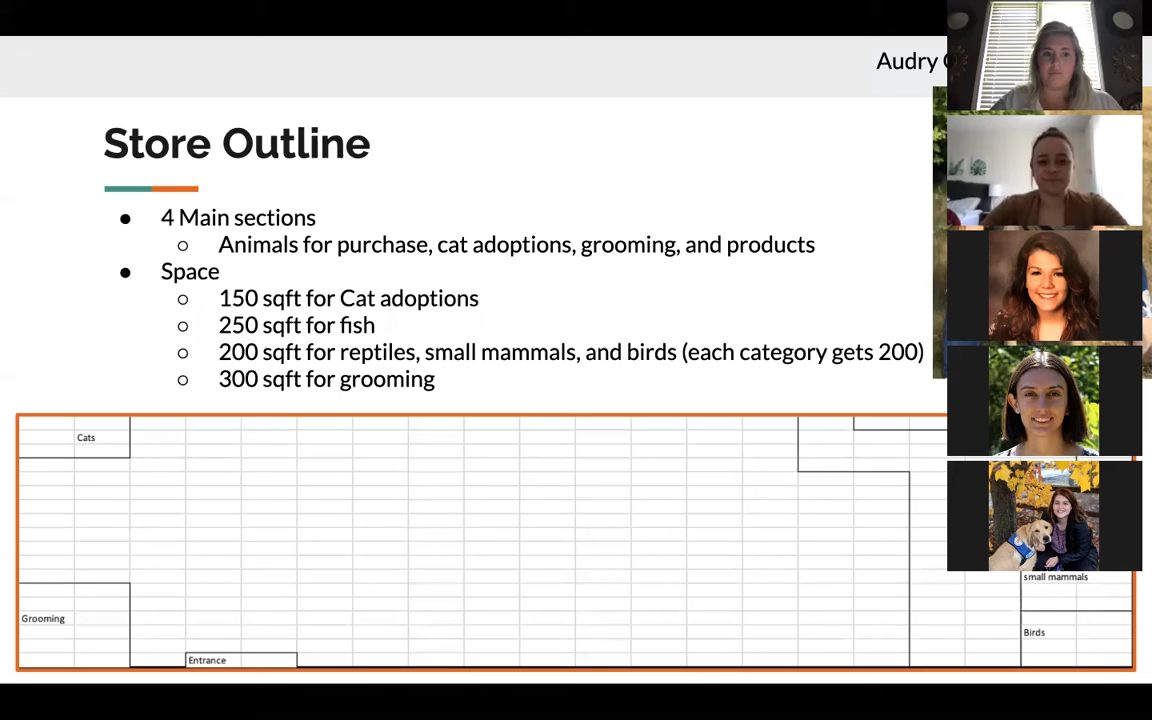 Audry
Store Outline
● 4 Main sections
○ Animals for purchase, cat adoptions, grooming, and products
● Space
○ 150 sqft for Cat adoptions
○ 250 sqft for fish
○ 200 sqft for reptiles, small mammals, and birds (each category gets 200)
○ 300 sqft for grooming
Cats
small mammals
Grooming
Birds
Entrance